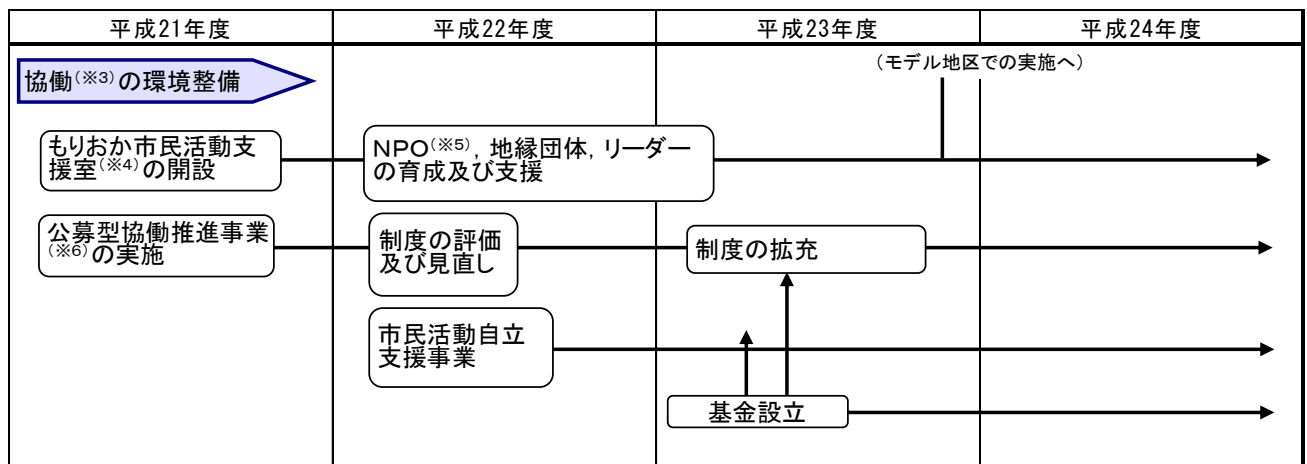 平成21年度 平成22年度 平成23年度 平成24年度
協働(※3)の環境整備
(モデル地区での実施へ)
もりおか市民活動支
援室(※4)の開設
NPO(※5)，地縁団体，リーダー
の育成及び支援
公募型協働推進事業
(※6)の実施
制度の評価
及び見直し
制度の拡充
市民活動自立
支援事業
基金設立